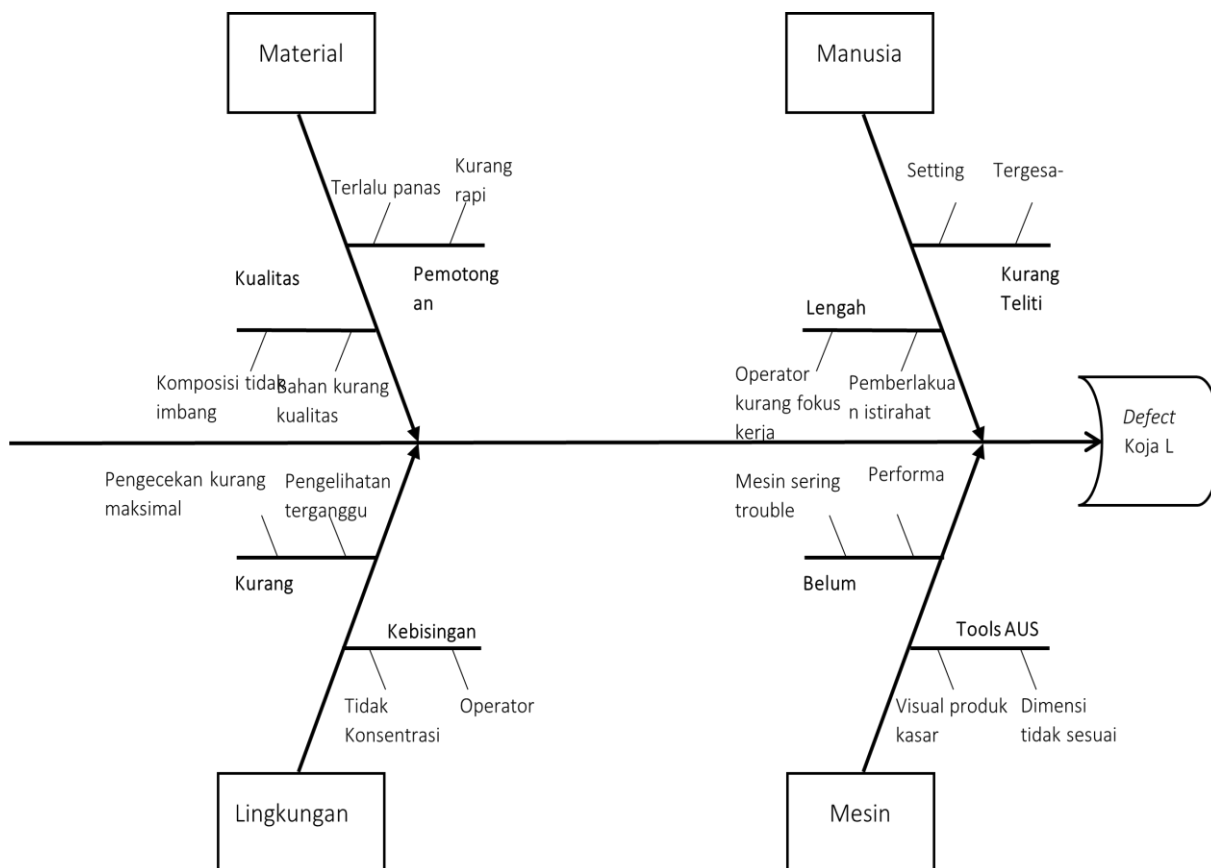 Material
Manusia
Terlalu panas
Kurang
rapi
Setting
Tergesa-
Kualitas
Pemotong
an
Kurang
Teliti
Lengah
Komposisi tidak
imbang
Bahan kurang
kualitas
Operator
kurang fokus
kerja
Pemberlakua
n istirahat
Defect
Koja L
Pengecekan kurang
maksimal
Pengelihatan
terganggu
Mesin sering
trouble
Performa
Kurang
Belum
Kebisingan
Tools AUS
Tidak
Konsentrasi
Operator
Visual produk
kasar
Dimensi
tidak sesuai
Lingkungan
Mesin